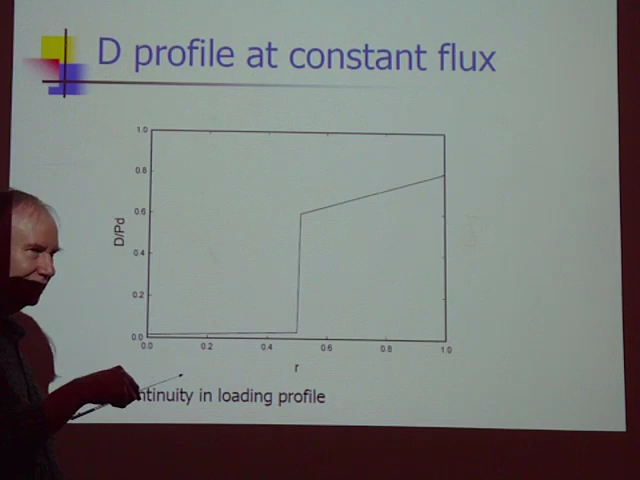 D profile at constant flux
1.0
0.8
0.6
0.4
0.2
0.0
D/Pd
0.0 0.2 0.4 0.6 0.8 1.0
r
ntinuity in loading profile